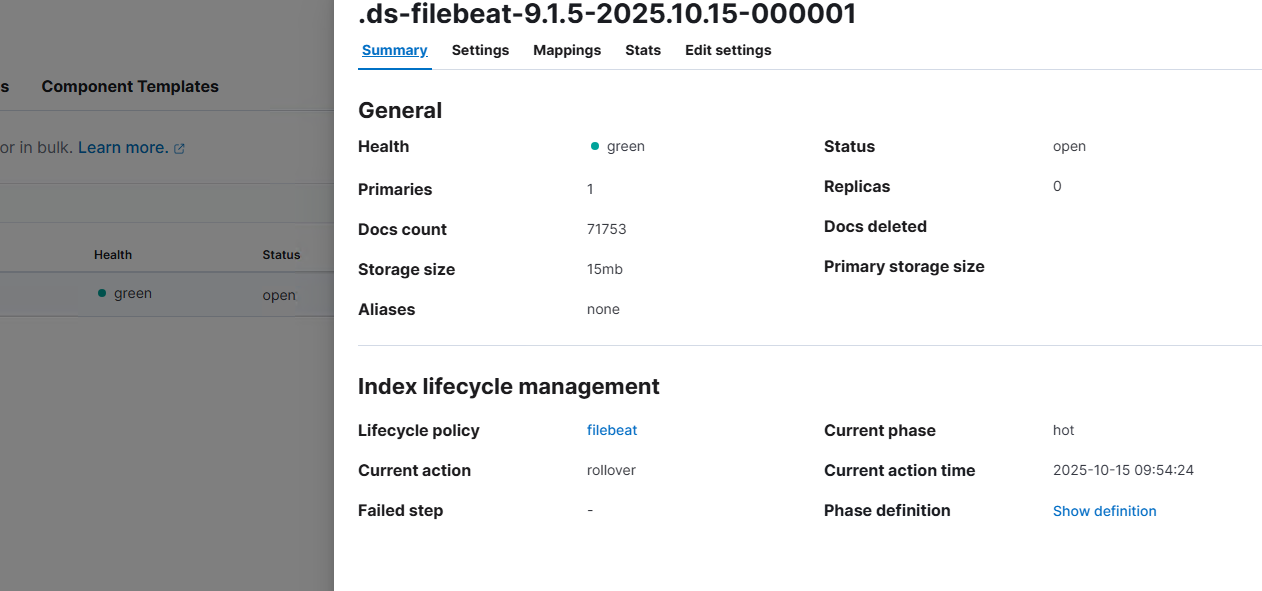 .ds-filebeat-9.1.5-2025.10.15-000001
Summary Settings Mappings Stats Edit settings
s Component Templates
General
or in bulk. Learn more.
Health green Status open
Primaries 1 Replicas 0
Docs count 71753 Docs deleted
Storage size 15mb Primary storage size
Aliases none
Health Status
green open
Index lifecycle management
Lifecycle policy filebeat Current phase hot
Current action rollover Current action time 2025-10-15 09:54:24
Failed step - Phase definition Show definition